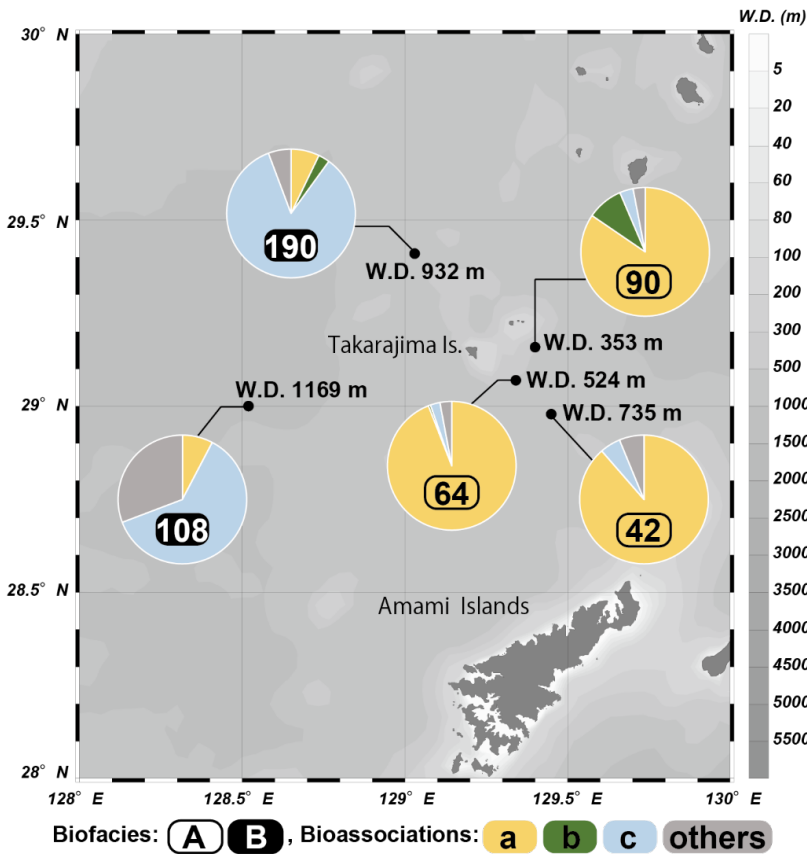 W.D. (m)
30° N
5
20
40
60
80
100
200
300
400
500
1000
1500
2000
2500
3000
3500
4000
4500
5000
5500
190
29.5° N
W.D. 932 m
90
Takarajima Is.
W.D. 353 m
W.D. 524 m
W.D. 1169 m
29° N
W.D. 735 m
64
108
42
28.5° N
Amami Islands
28° N
128° E
128.5° E
129° E
129.5° E
130° E
Biofacies: A B , Bioassociations: a b c others